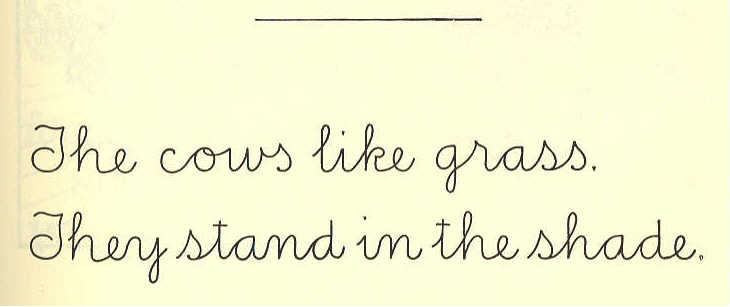 The cows like grass.
They stand in the shade.